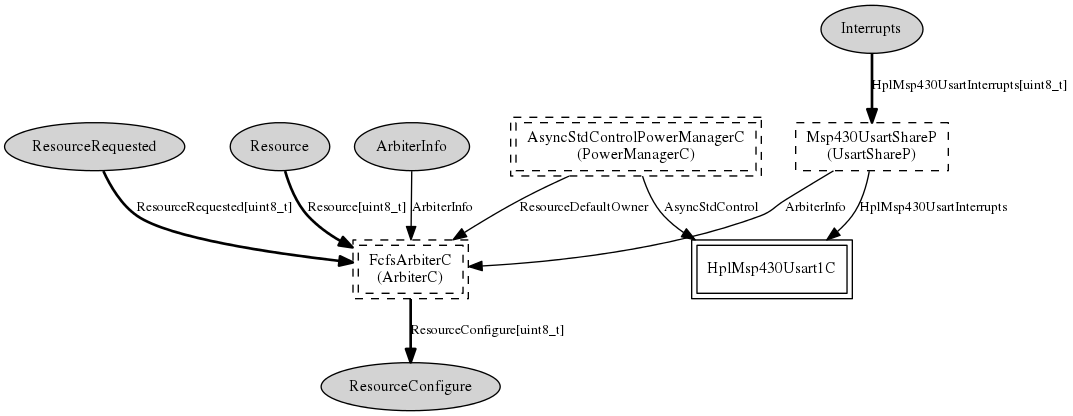 Interrupts
HplMsp430UsartInterrupts[uint8_t]
ResourceRequested
Resource
ArbiterInfo
AsyncStdControlPowerManagerC
(PowerManagerC)
Msp430UsartShareP
(UsartShareP)
ResourceRequested[uint8_t]
Resource[uint8_t]
ArbiterInfo
ResourceDefaultOwner
AsyncStdControl
ArbiterInfo
HplMsp430UsartInterrupts
FcfsArbiterC
(ArbiterC)
HplMsp430Usart1C
ResourceConfigure[uint8_t]
ResourceConfigure